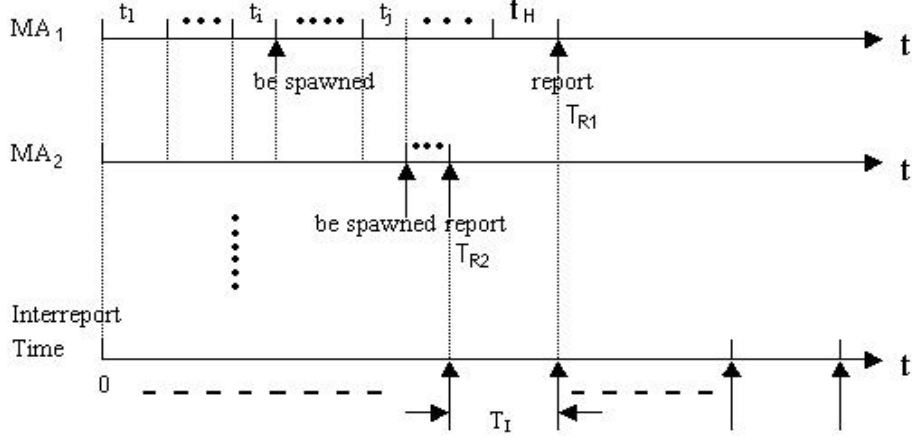 t1 ••• ti •••• tj • • • tH
MA1 t
be spawned report
TR1
MA2 ••• t
be spawned report
TR2
Interreport
Time t
0
TI